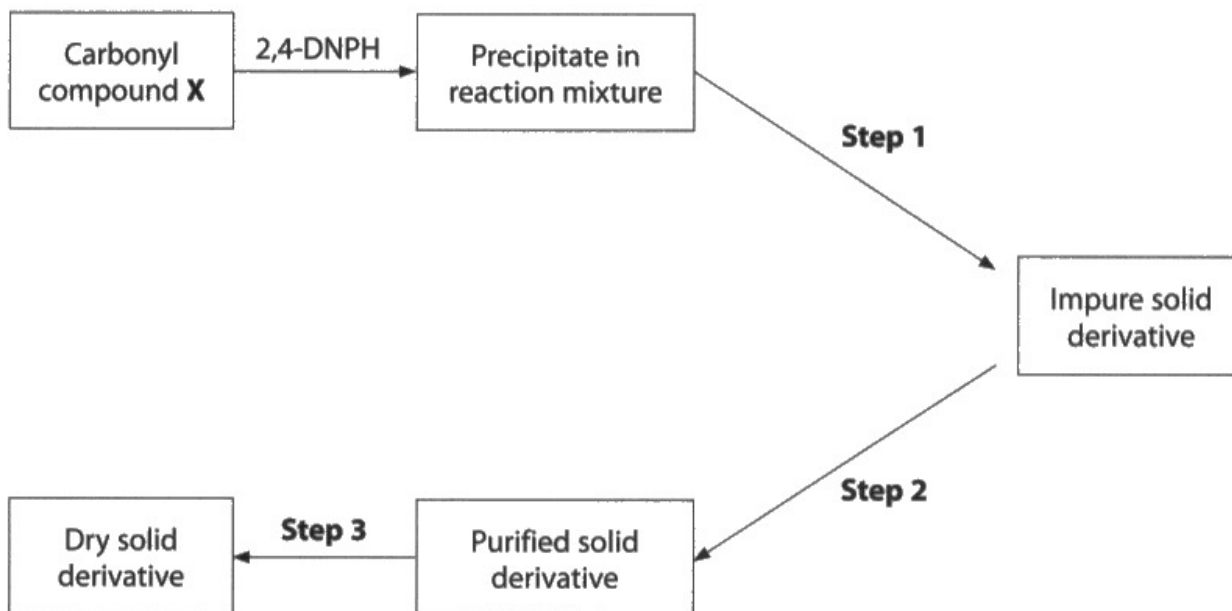 Carbonyl
compound X
2,4-DNPH
Precipitate in
reaction mixture
Step 1
Impure solid
derivative
Step 2
Purified solid
derivative
Step 3
Dry solid
derivative